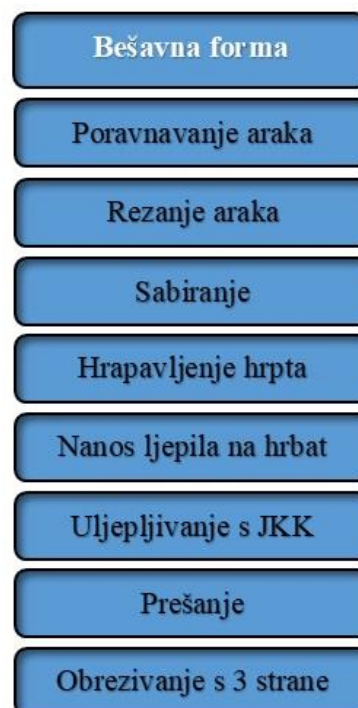 Bešavna forma
Poravnavanje araka
Rezanje araka
Sabiranje
Hrapavljenje hrpta
Nanos ljepila na hrbat
Uljepljivanje s JKK
Prešanje
Obrezivanje s 3 strane